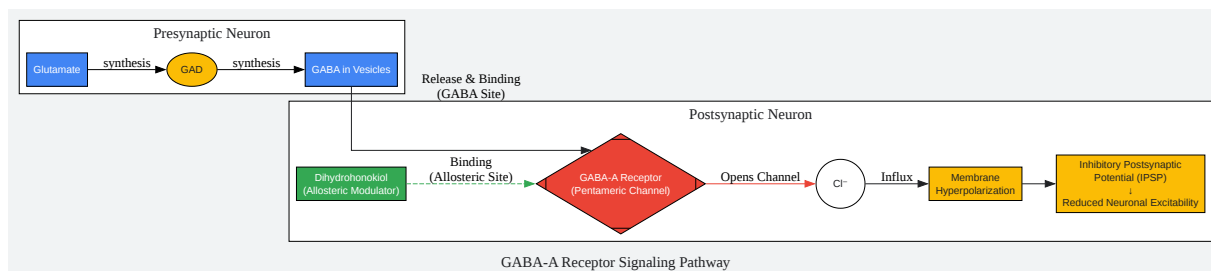 Presynaptic Neuron
Glutamate
synthesis
GAD
synthesis
GABA in Vesicles
Release & Binding
(GABA Site)
Postsynaptic Neuron
Dihydrohonokiol
(Allosteric Modulator)
Binding
(Allosteric Site)
GABA-A Receptor
(Pentameric Channel)
Opens Channel
Cl⁻
Influx
Membrane
Hyperpolarization
Inhibitory Postsynaptic
Potential (IPSP)
↓
Reduced Neuronal Excitability
GABA-A Receptor Signaling Pathway